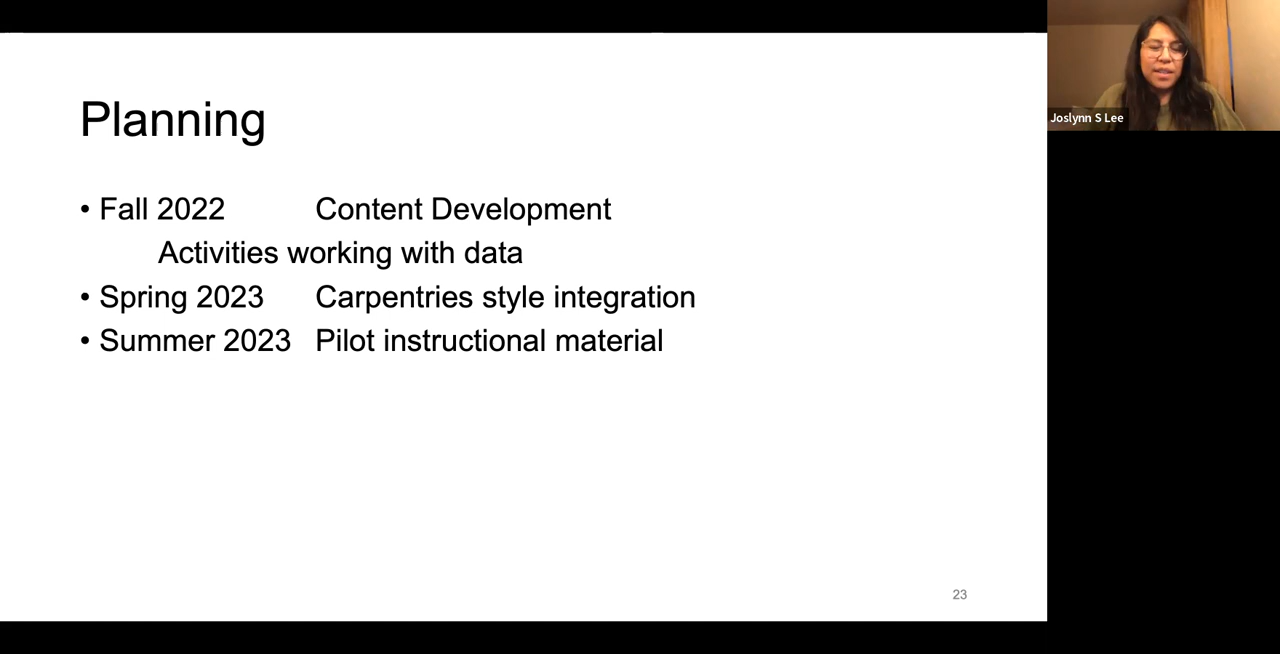 Planning
• Fall 2022 Content Development
Activities working with data
• Spring 2023 Carpentries style integration
• Summer 2023 Pilot instructional material
23
Joslynn S Lee